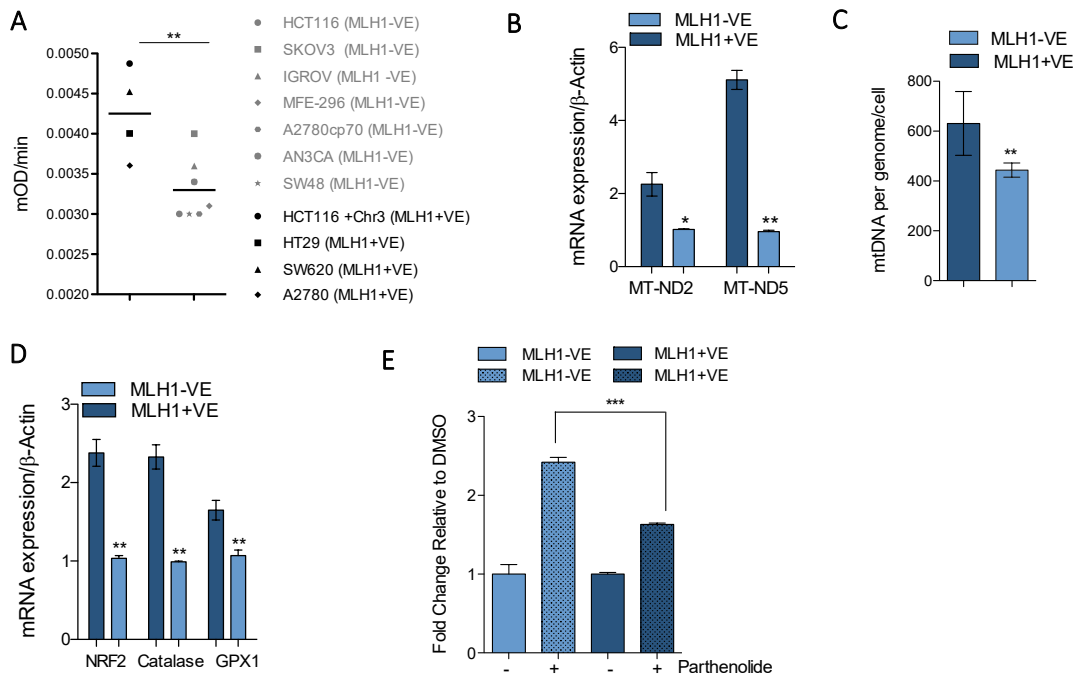 A
**
mOD/min
0.0050
0.0045
0.0040
0.0035
0.0030
0.0025
0.0020
HCT116 (MLH1-VE)
SKOV3 (MLH1-VE)
IGROV (MLH1 -VE)
MFE-296 (MLH1-VE)
A2780cp70 (MLH1-VE)
AN3CA (MLH1-VE)
SW48 (MLH1-VE)
HCT116 +Chr3 (MLH1+VE)
HT29 (MLH1+VE)
SW620 (MLH1+VE)
A2780 (MLH1+VE)
B
MLH1-VE
MLH1+VE
mRNA expression/β-Actin
6
4
2
0
*
**
MT-ND2 MT-ND5
C
MLH1-VE
MLH1+VE
mtDNA per genome/cell
800
600
400
200
0
**
D
MLH1-VE
MLH1+VE
mRNA expression/β-Actin
3
2
1
0
**
**
**
NRF2 Catalase GPX1
E
MLH1-VE MLH1+VE
MLH1-VE MLH1+VE
***
Fold Change Relative to DMSO
3
2
1
0
- + - + Parthenolide